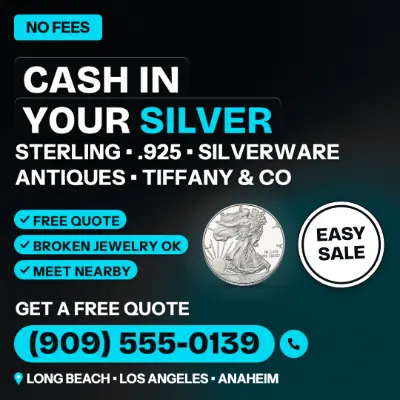 NO FEES
CASH IN
YOUR SILVER
STERLING ▪ .925 ▪ SILVERWARE
ANTIQUES ▪ TIFFANY & CO
FREE QUOTE
BROKEN JEWELRY OK
MEET NEARBY
EASY
SALE
GET A FREE QUOTE
(909) 555-0139
LONG BEACH ▪ LOS ANGELES ▪ ANAHEIM